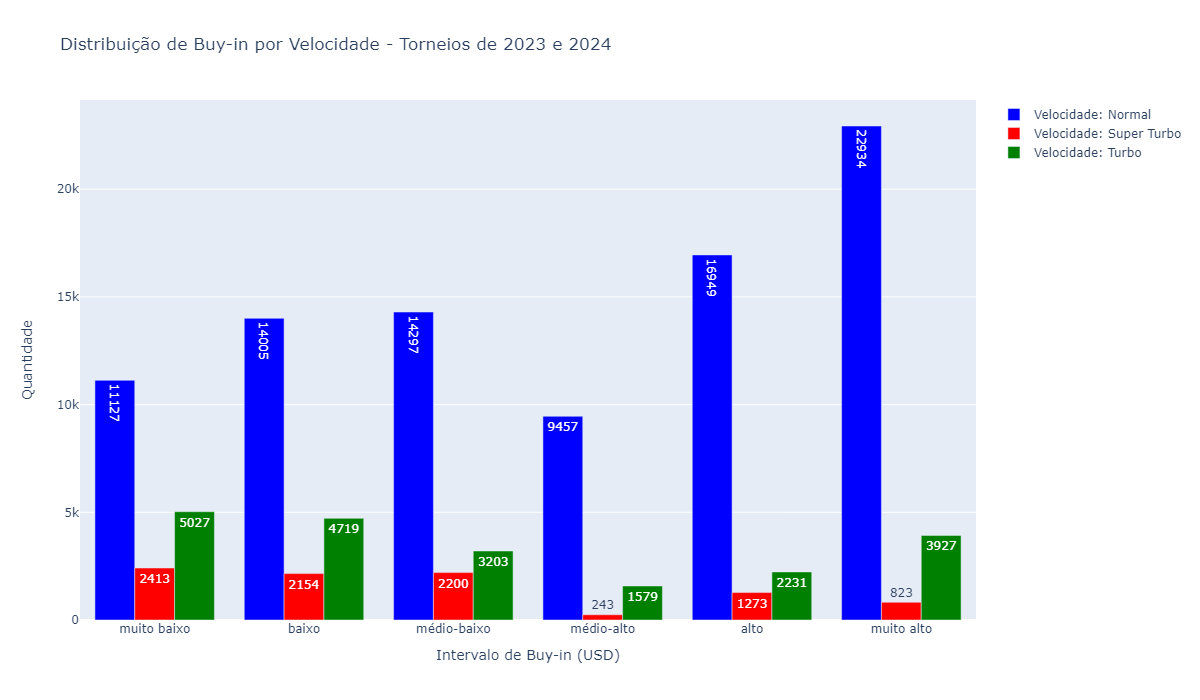 Distribuição de Buy-in por Velocidade - Torneios de 2023 e 2024
Velocidade: Normal
Velocidade: Super Turbo
Velocidade: Turbo
Quantidade
20k
15k
10k
5k
0
11127
2413
5027
14005
2154
4719
14297
2200
3203
9457
243
1579
16949
1273
2231
22934
823
3927
muito baixo
baixo
médio-baixo
médio-alto
alto
muito alto
Intervalo de Buy-in (USD)